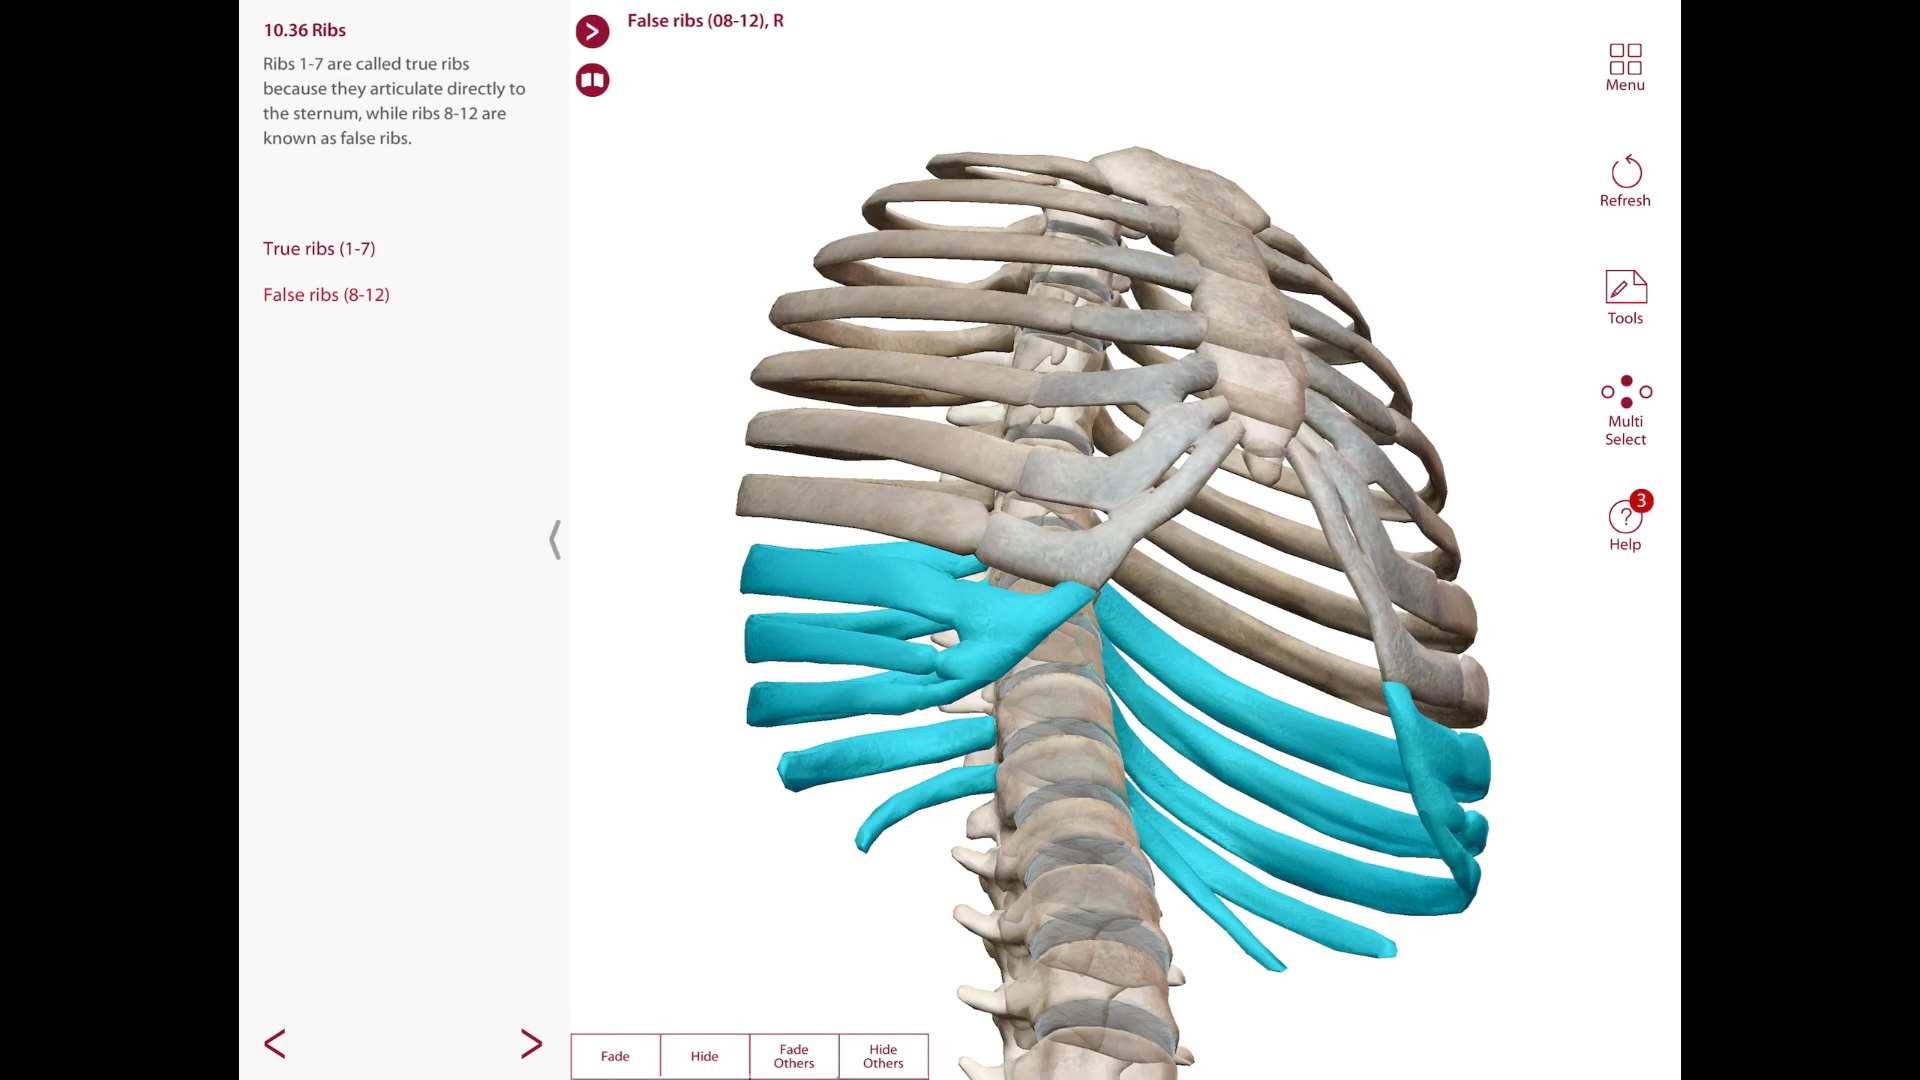 10.36 Ribs
Ribs 1-7 are called true ribs
because they articulate directly to
the sternum, while ribs 8-12 are
known as false ribs.
True ribs (1-7)
False ribs (8-12)
False ribs (08-12), R
Menu
Refresh
Tools
Multi
Select
3
?
Help
Fade
Hide
Fade
Others
Hide
Others